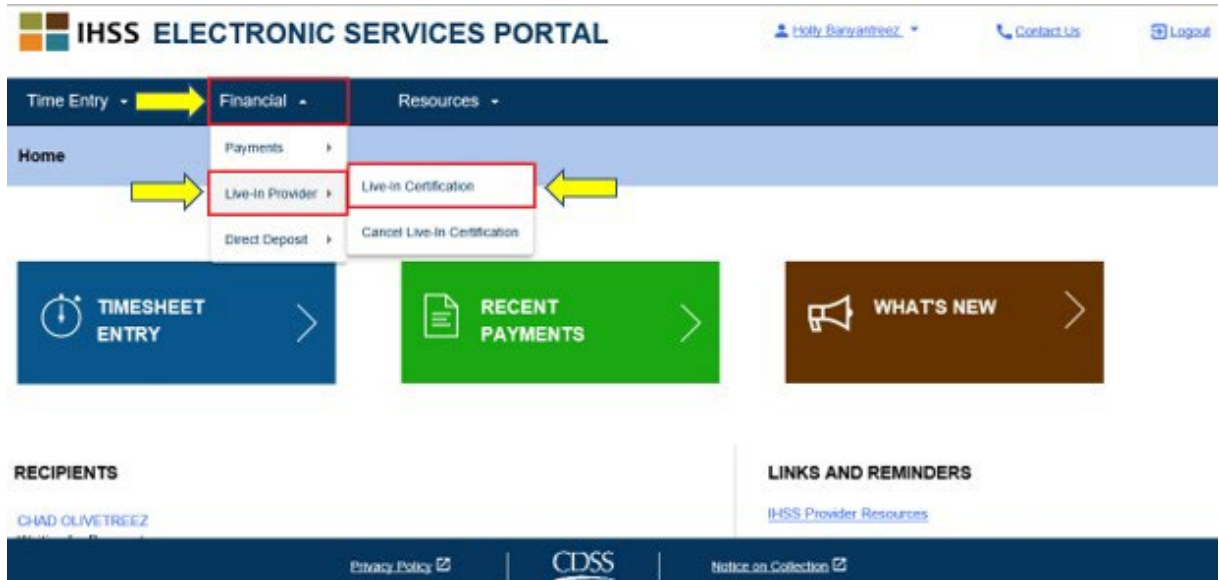 IHSS ELECTRONIC SERVICES PORTAL
Holly Banyantreez
Contact Us
Logout
Time Entry
Financial
Resources
Home
Payments
Live-In Provider
Live-In Certification
Direct Deposit
Cancel Live-In Certification
TIMESHEET
ENTRY
RECENT
PAYMENTS
WHAT'S NEW
RECIPIENTS
LINKS AND REMINDERS
CHAD OLIVETREEZ
IHSS Provider Resources
Privacy Policy
CDSS
Notice on Collection